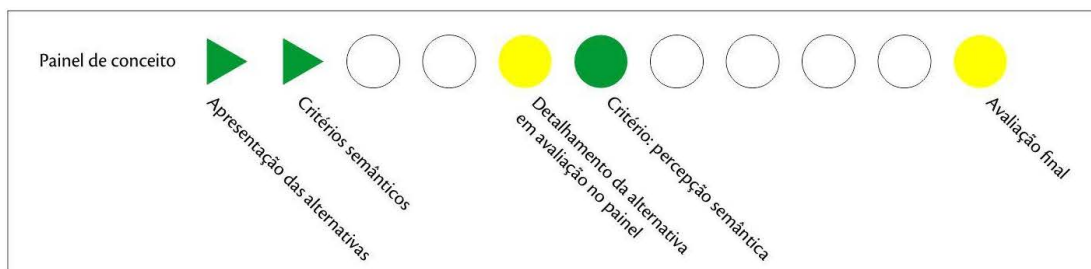 Painel de conceito
Apresentação das alternativas
Critérios semânticos
Detalhamento da alternativa
em avaliação no painel
Critério: percepção semântica
Avaliação final